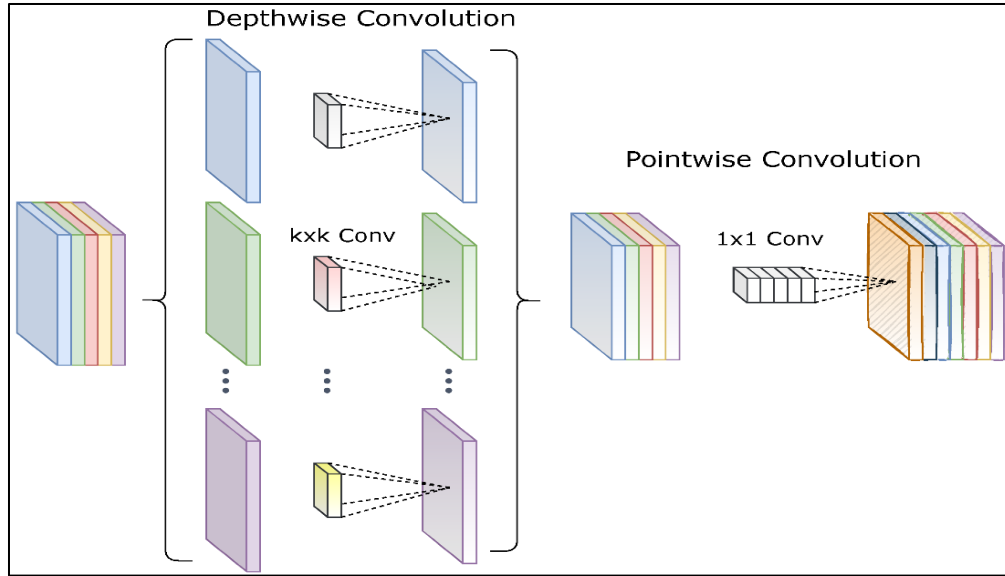 Depthwise Convolution
Pointwise Convolution
kxk Conv
1x1 Conv